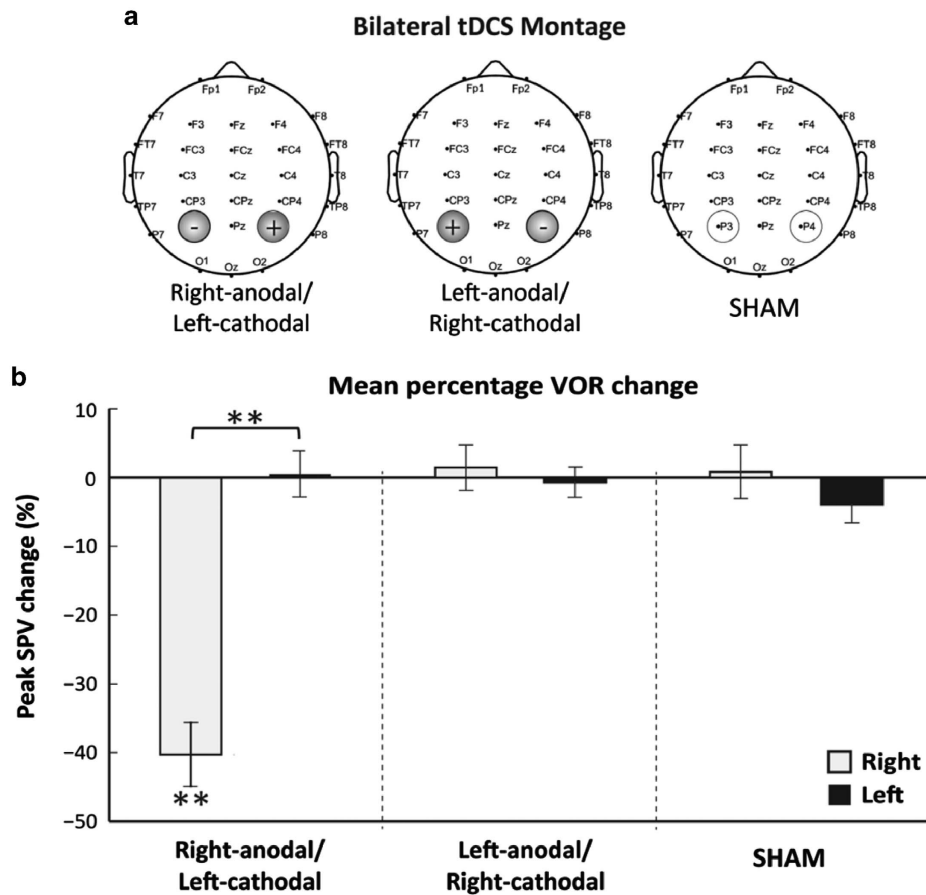 a
Bilateral tDCS Montage
Fp1 Fp2
F7 F3 Fz F4 F8
FT7 FC3 FCz FC4 FT8
T7 C3 Cz C4 T8
TP7 CP3 CPz CP4 TP8
P7 - Pz + P8
O1 Oz O2
Right-anodal/
Left-cathodal
Fp1 Fp2
F7 F3 Fz F4 F8
FT7 FC3 FCz FC4 FT8
T7 C3 Cz C4 T8
TP7 CP3 CPz CP4 TP8
P7 + Pz - P8
O1 Oz O2
Left-anodal/
Right-cathodal
Fp1 Fp2
F7 F3 Fz F4 F8
FT7 FC3 FCz FC4 FT8
T7 C3 Cz C4 T8
TP7 CP3 CPz CP4 TP8
P7 P3 Pz P4 P8
O1 Oz O2
SHAM
b
Mean percentage VOR change
Peak SPV change (%)
10
0
−10
−20
−30
−40
−50
**
**
Right
Left
Right-anodal/
Left-cathodal
Left-anodal/
Right-cathodal
SHAM